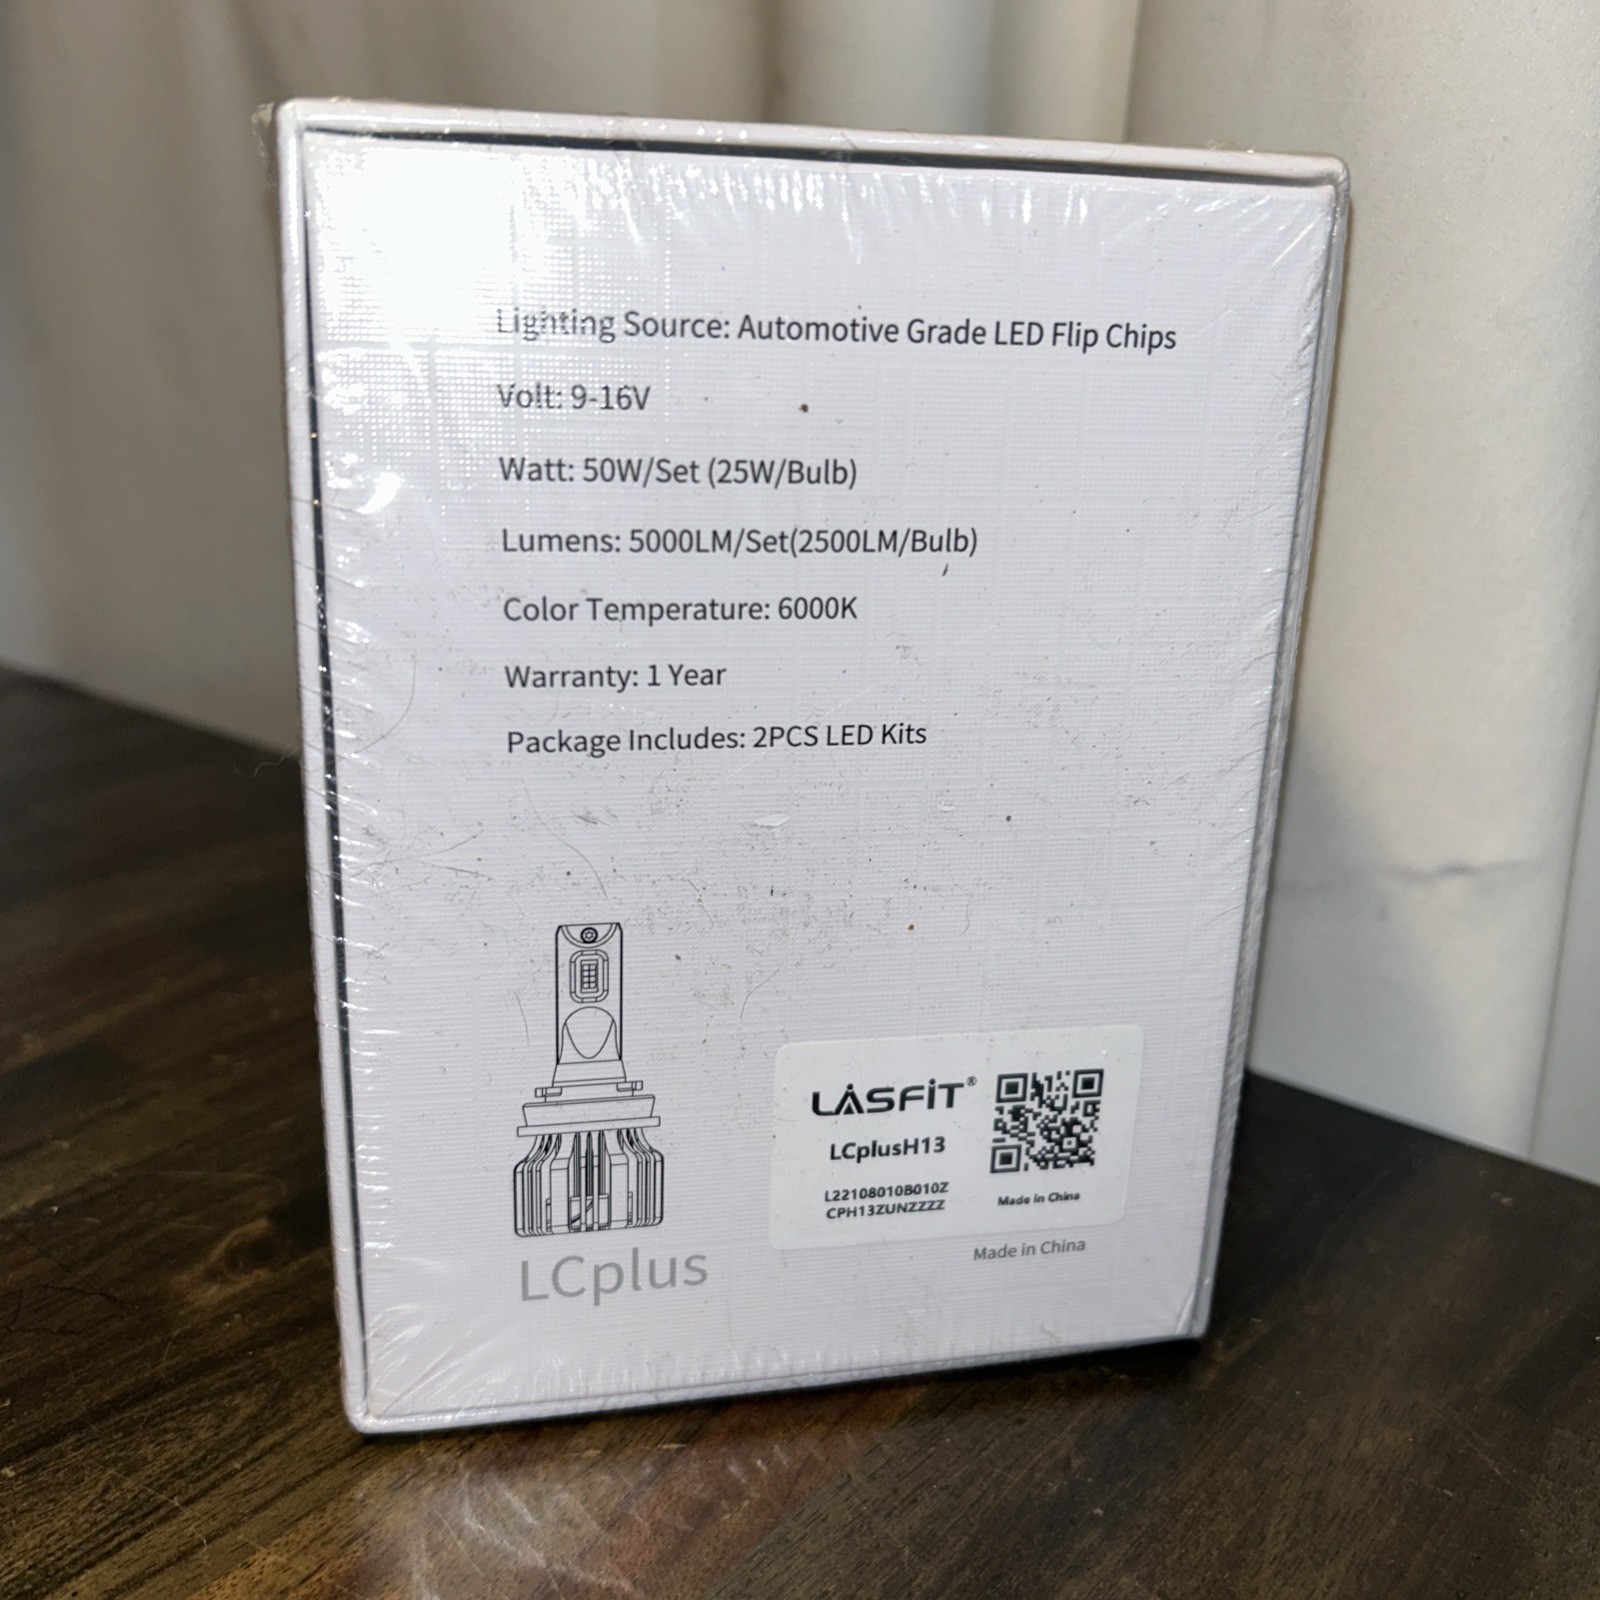 Lighting Source: Automotive Grade LED Flip Chips
Volt: 9-16V
Watt: 50W/Set (25W/Bulb)
Lumens: 5000LM/Set(2500LM/Bulb)
Color Temperature: 6000K
Warranty: 1 Year
Package Includes: 2PCS LED Kits
LASFIT®
LCplusH13
L22108010B010Z
CPH13ZUNZZZZ
Made in China
LCplus
Made in China